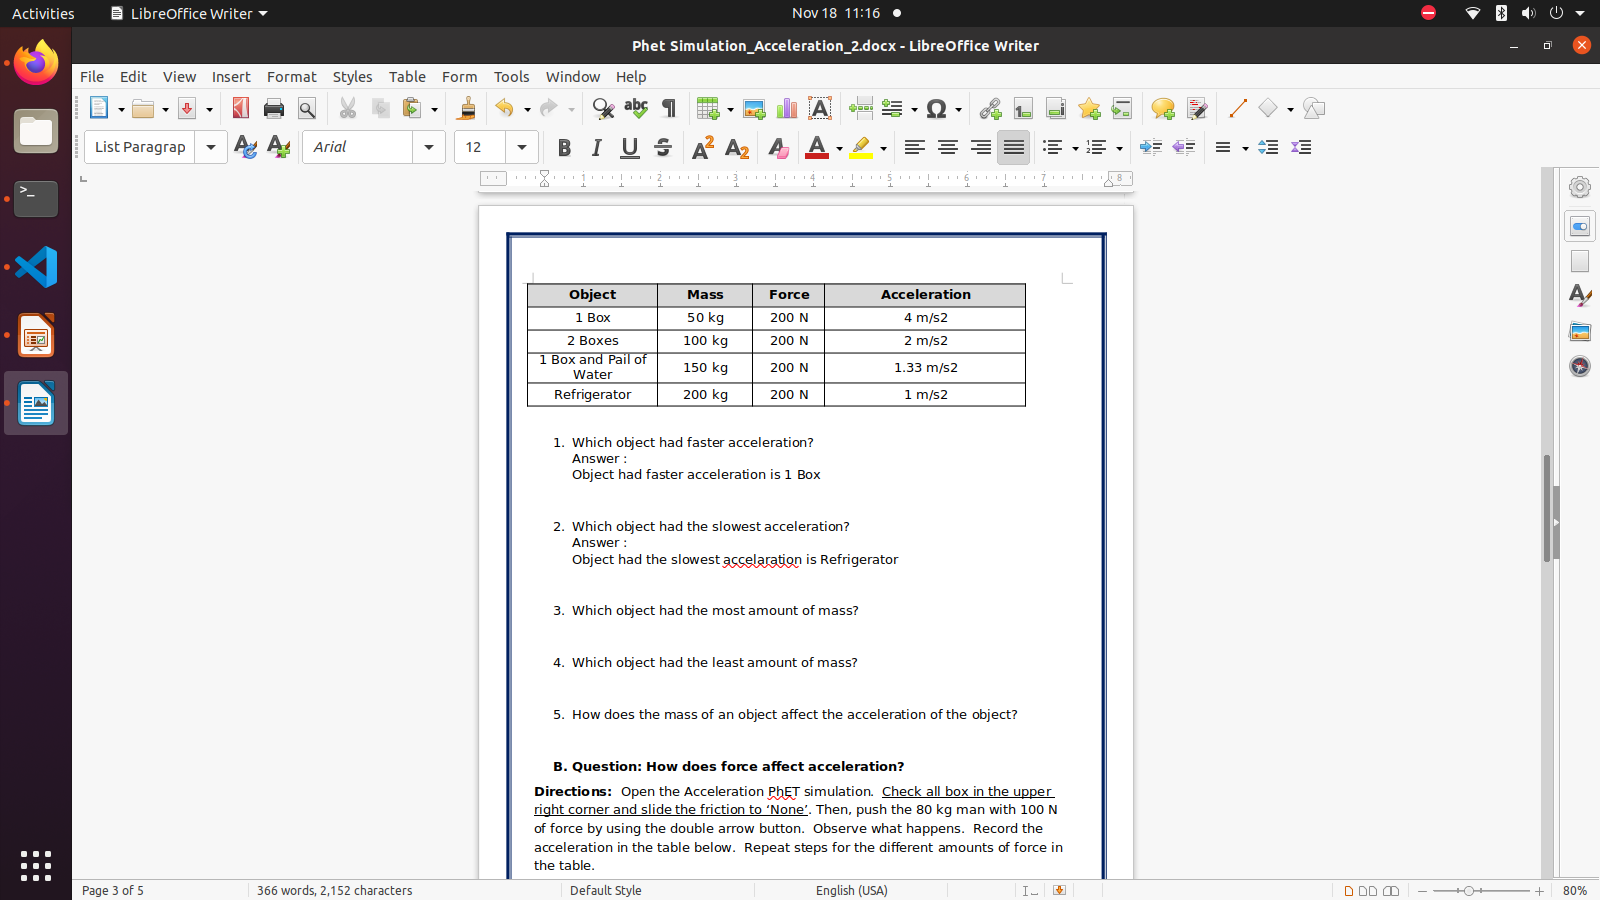 Activities LibreOffice Writer Nov 18 11:16
Phet Simulation_Acceleration_2.docx - LibreOffice Writer
File Edit View Insert Format Styles Table Form Tools Window Help
List Paragrap Arial 12
1 2 3 4 5 6 7 8
Object Mass Force Acceleration
1 Box 50 kg 200 N 4 m/s2
2 Boxes 100 kg 200 N 2 m/s2
1 Box and Pail of
Water 150 kg 200 N 1.33 m/s2
Refrigerator 200 kg 200 N 1 m/s2
1. Which object had faster acceleration?
Answer :
Object had faster acceleration is 1 Box
2. Which object had the slowest acceleration?
Answer :
Object had the slowest accelaration is Refrigerator
3. Which object had the most amount of mass?
4. Which object had the least amount of mass?
5. How does the mass of an object affect the acceleration of the object?
B. Question: How does force affect acceleration?
Directions: Open the Acceleration PhET simulation. Check all box in the upper
right corner and slide the friction to ‘None’. Then, push the 80 kg man with 100 N
of force by using the double arrow button. Observe what happens. Record the
acceleration in the table below. Repeat steps for the different amounts of force in
the table.
Page 3 of 5 366 words, 2,152 characters Default Style English (USA) 80%